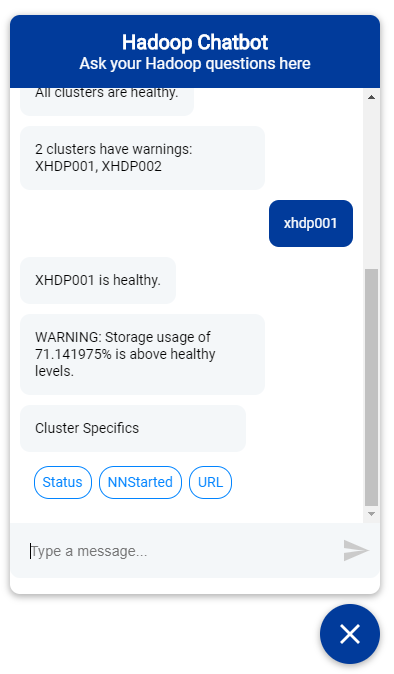 Hadoop Chatbot
Ask your Hadoop questions here
All clusters are healthy.
2 clusters have warnings:
XHDP001, XHDP002
xhdp001
XHDP001 is healthy.
WARNING: Storage usage of
71.141975% is above healthy
levels.
Cluster Specifics
Status NNStarted URL
Type a message...